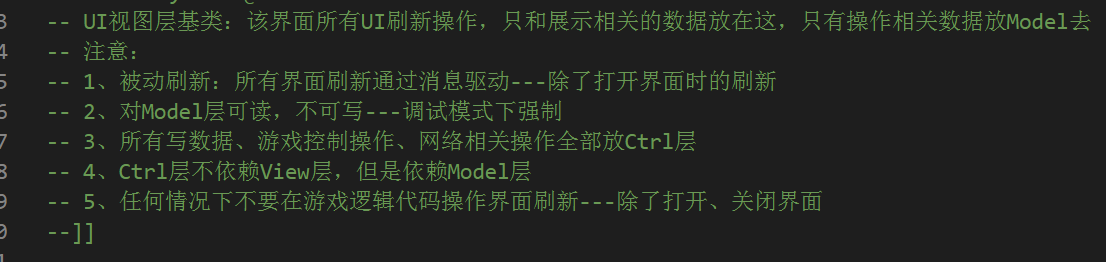 3 -- UI视图层基类：该界面所有UI刷新操作，只和展示相关的数据放在这，只有操作相关数据放Model去
4 -- 注意：
5 -- 1、被动刷新：所有界面刷新通过消息驱动---除了打开界面时的刷新
6 -- 2、对Model层可读，不可写---调试模式下强制
7 -- 3、所有写数据、游戏控制操作、网络相关操作全部放Ctrl层
8 -- 4、Ctrl层不依赖View层，但是依赖Model层
9 -- 5、任何情况下不要在游戏逻辑代码操作界面刷新---除了打开、关闭界面
0 --]]